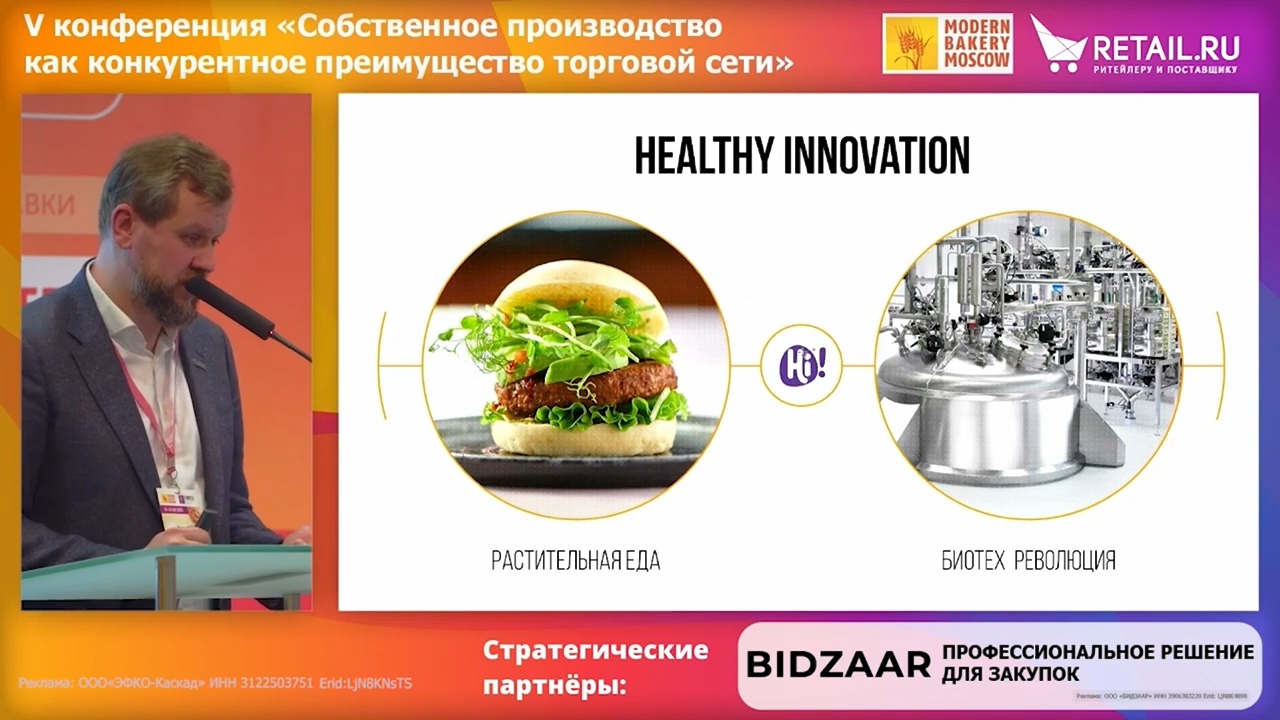 V конференция «Собственное производство
как конкурентное преимущество торговой сети»
MODERN
BAKERY
MOSCOW
RETAIL.RU
РИТЕЙЛЕРУ И ПОСТАВЩИКУ
ВКИ
HEALTHY INNOVATION
Hi!
РАСТИТЕЛЬНАЯ ЕДА
БИОТЕХ РЕВОЛЮЦИЯ
Стратегические
партнёры:
BIDZAAR
ПРОФЕССИОНАЛЬНОЕ РЕШЕНИЕ
ДЛЯ ЗАКУПОК
Реклама: ООО«ЭФКО-Каскад» ИНН 3122503751 Erid:LjN8KNsTS